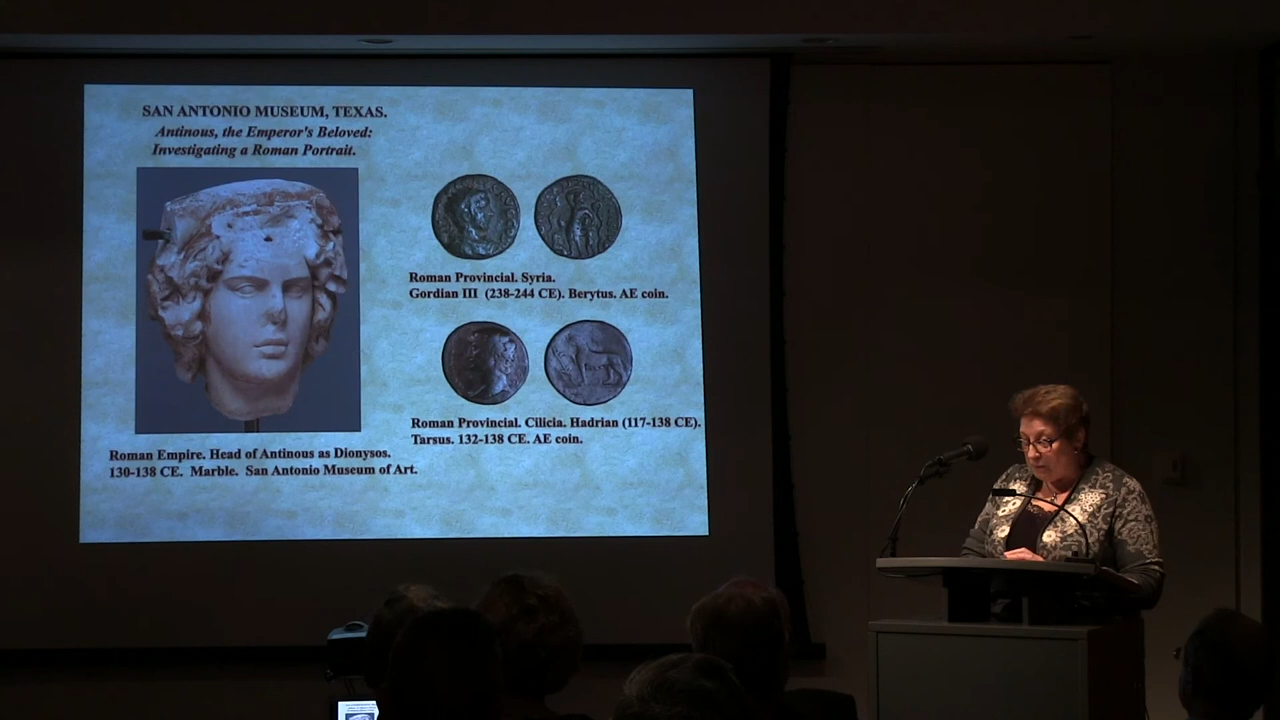 SAN ANTONIO MUSEUM, TEXAS.
Antinous, the Emperor's Beloved:
Investigating a Roman Portrait.
Roman Provincial. Syria.
Gordian III (238-244 CE). Berytus. AE coin.
Roman Provincial. Cilicia. Hadrian (117-138 CE).
Tarsus. 132-138 CE. AE coin.
Roman Empire. Head of Antinous as Dionysos.
130-138 CE. Marble. San Antonio Museum of Art.